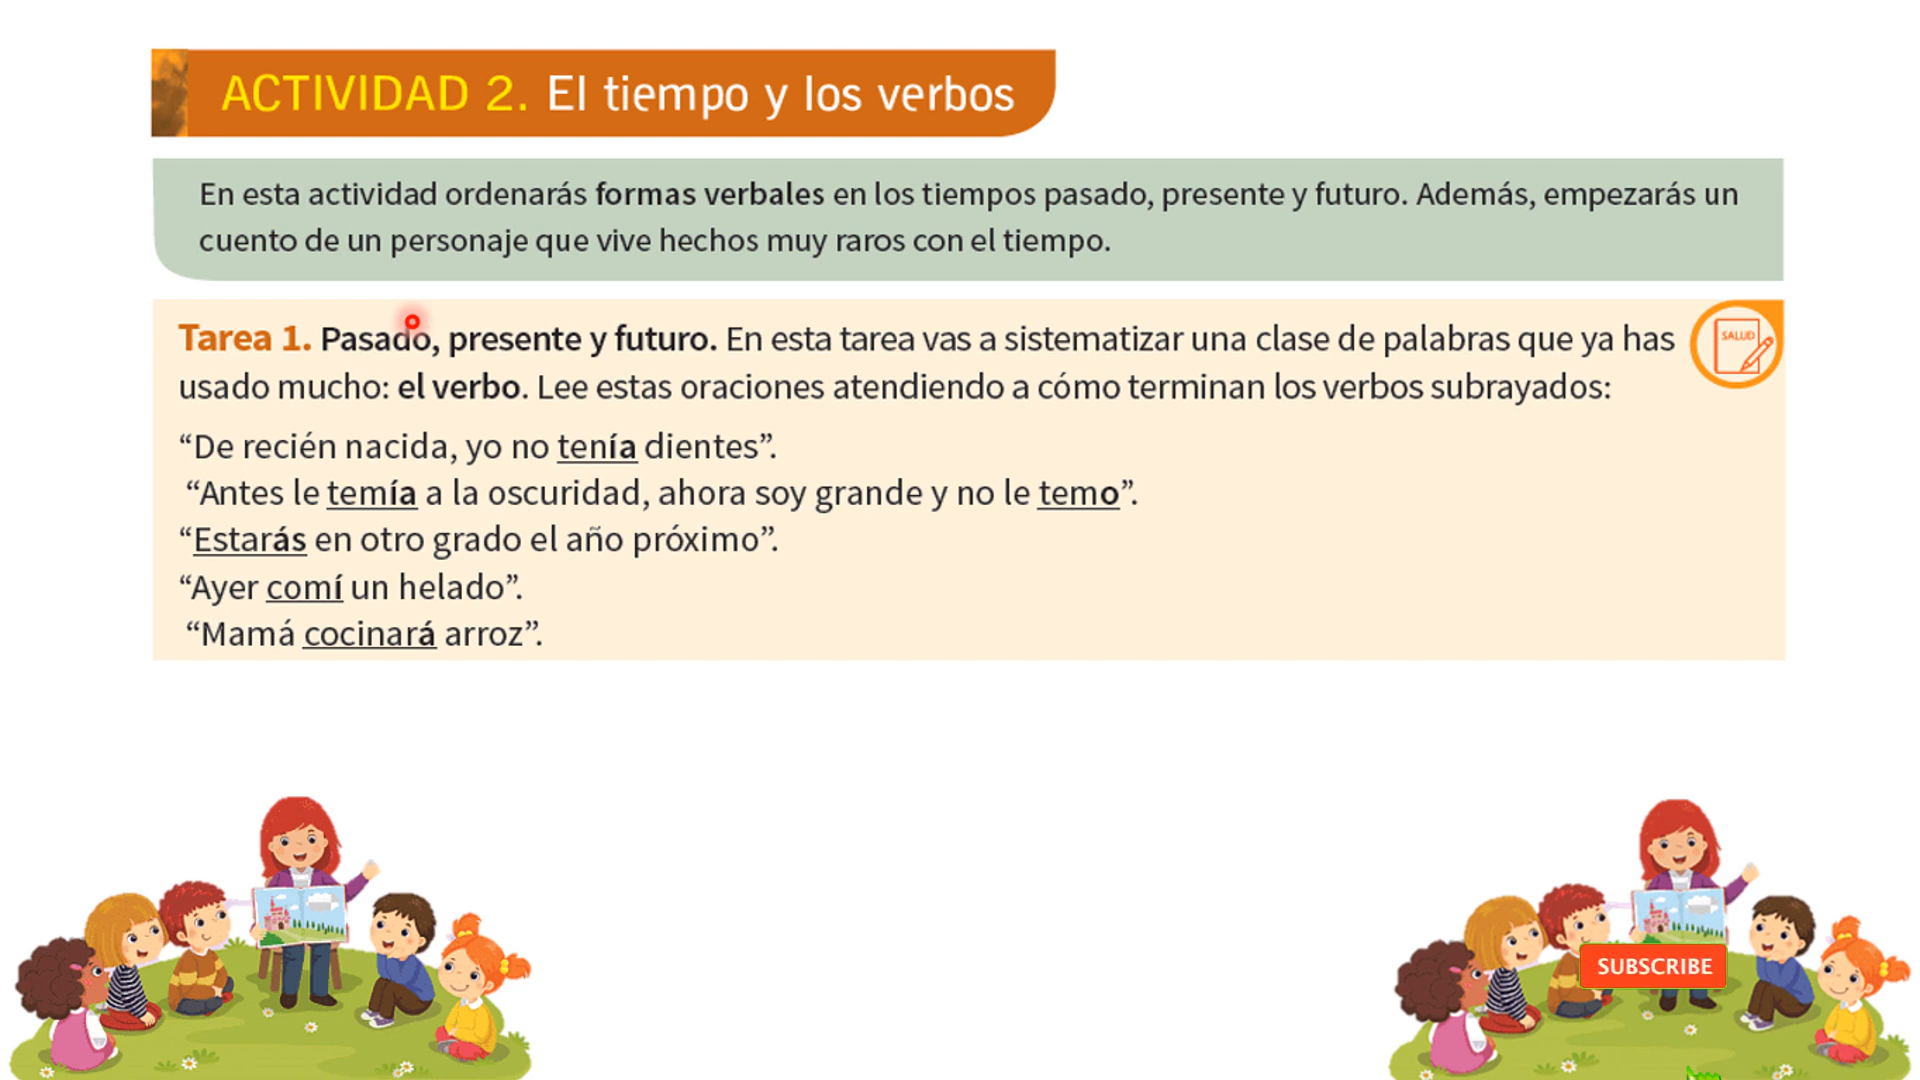 ACTIVIDAD 2. El tiempo y los verbos
En esta actividad ordenarás formas verbales en los tiempos pasado, presente y futuro. Además, empezarás un
cuento de un personaje que vive hechos muy raros con el tiempo.
Tarea 1. Pasado, presente y futuro. En esta tarea vas a sistematizar una clase de palabras que ya has
SALUD
usado mucho: el verbo. Lee estas oraciones atendiendo a cómo terminan los verbos subrayados:
“De recién nacida, yo no tenía dientes”.
“Antes le temía a la oscuridad, ahora soy grande y no le temo”.
“Estarás en otro grado el año próximo”.
“Ayer comí un helado”.
“Mamá cocinará arroz”.
SUBSCRIBE